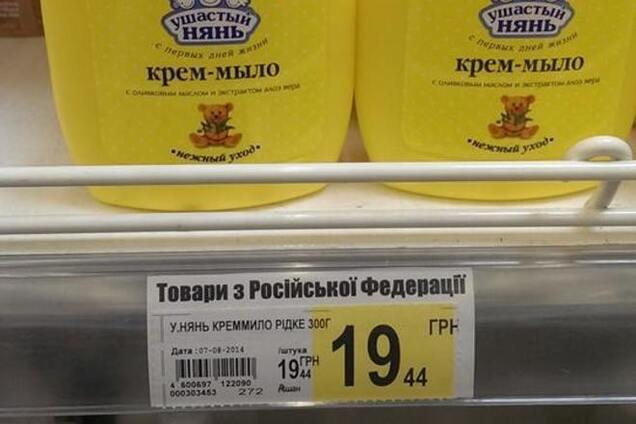 Ушастый
НЯНЬ
с первых дней жизни
крем-мыло
с оливковым маслом и экстрактом алоэ вера
• нежный уход •
Ушастый
НЯНЬ
с первых дней жизни
крем-мыло
с оливковым маслом и экстрактом алоэ вера
• нежный уход •
Товари з Російської Федерації
У.НЯНЬ КРЕММИЛО РІДКЕ 300Г
Дата :07-08-2014
/штука
19 44 ГРН
4 600697 122090
000303453 272
Ашан
19 44 ГРН